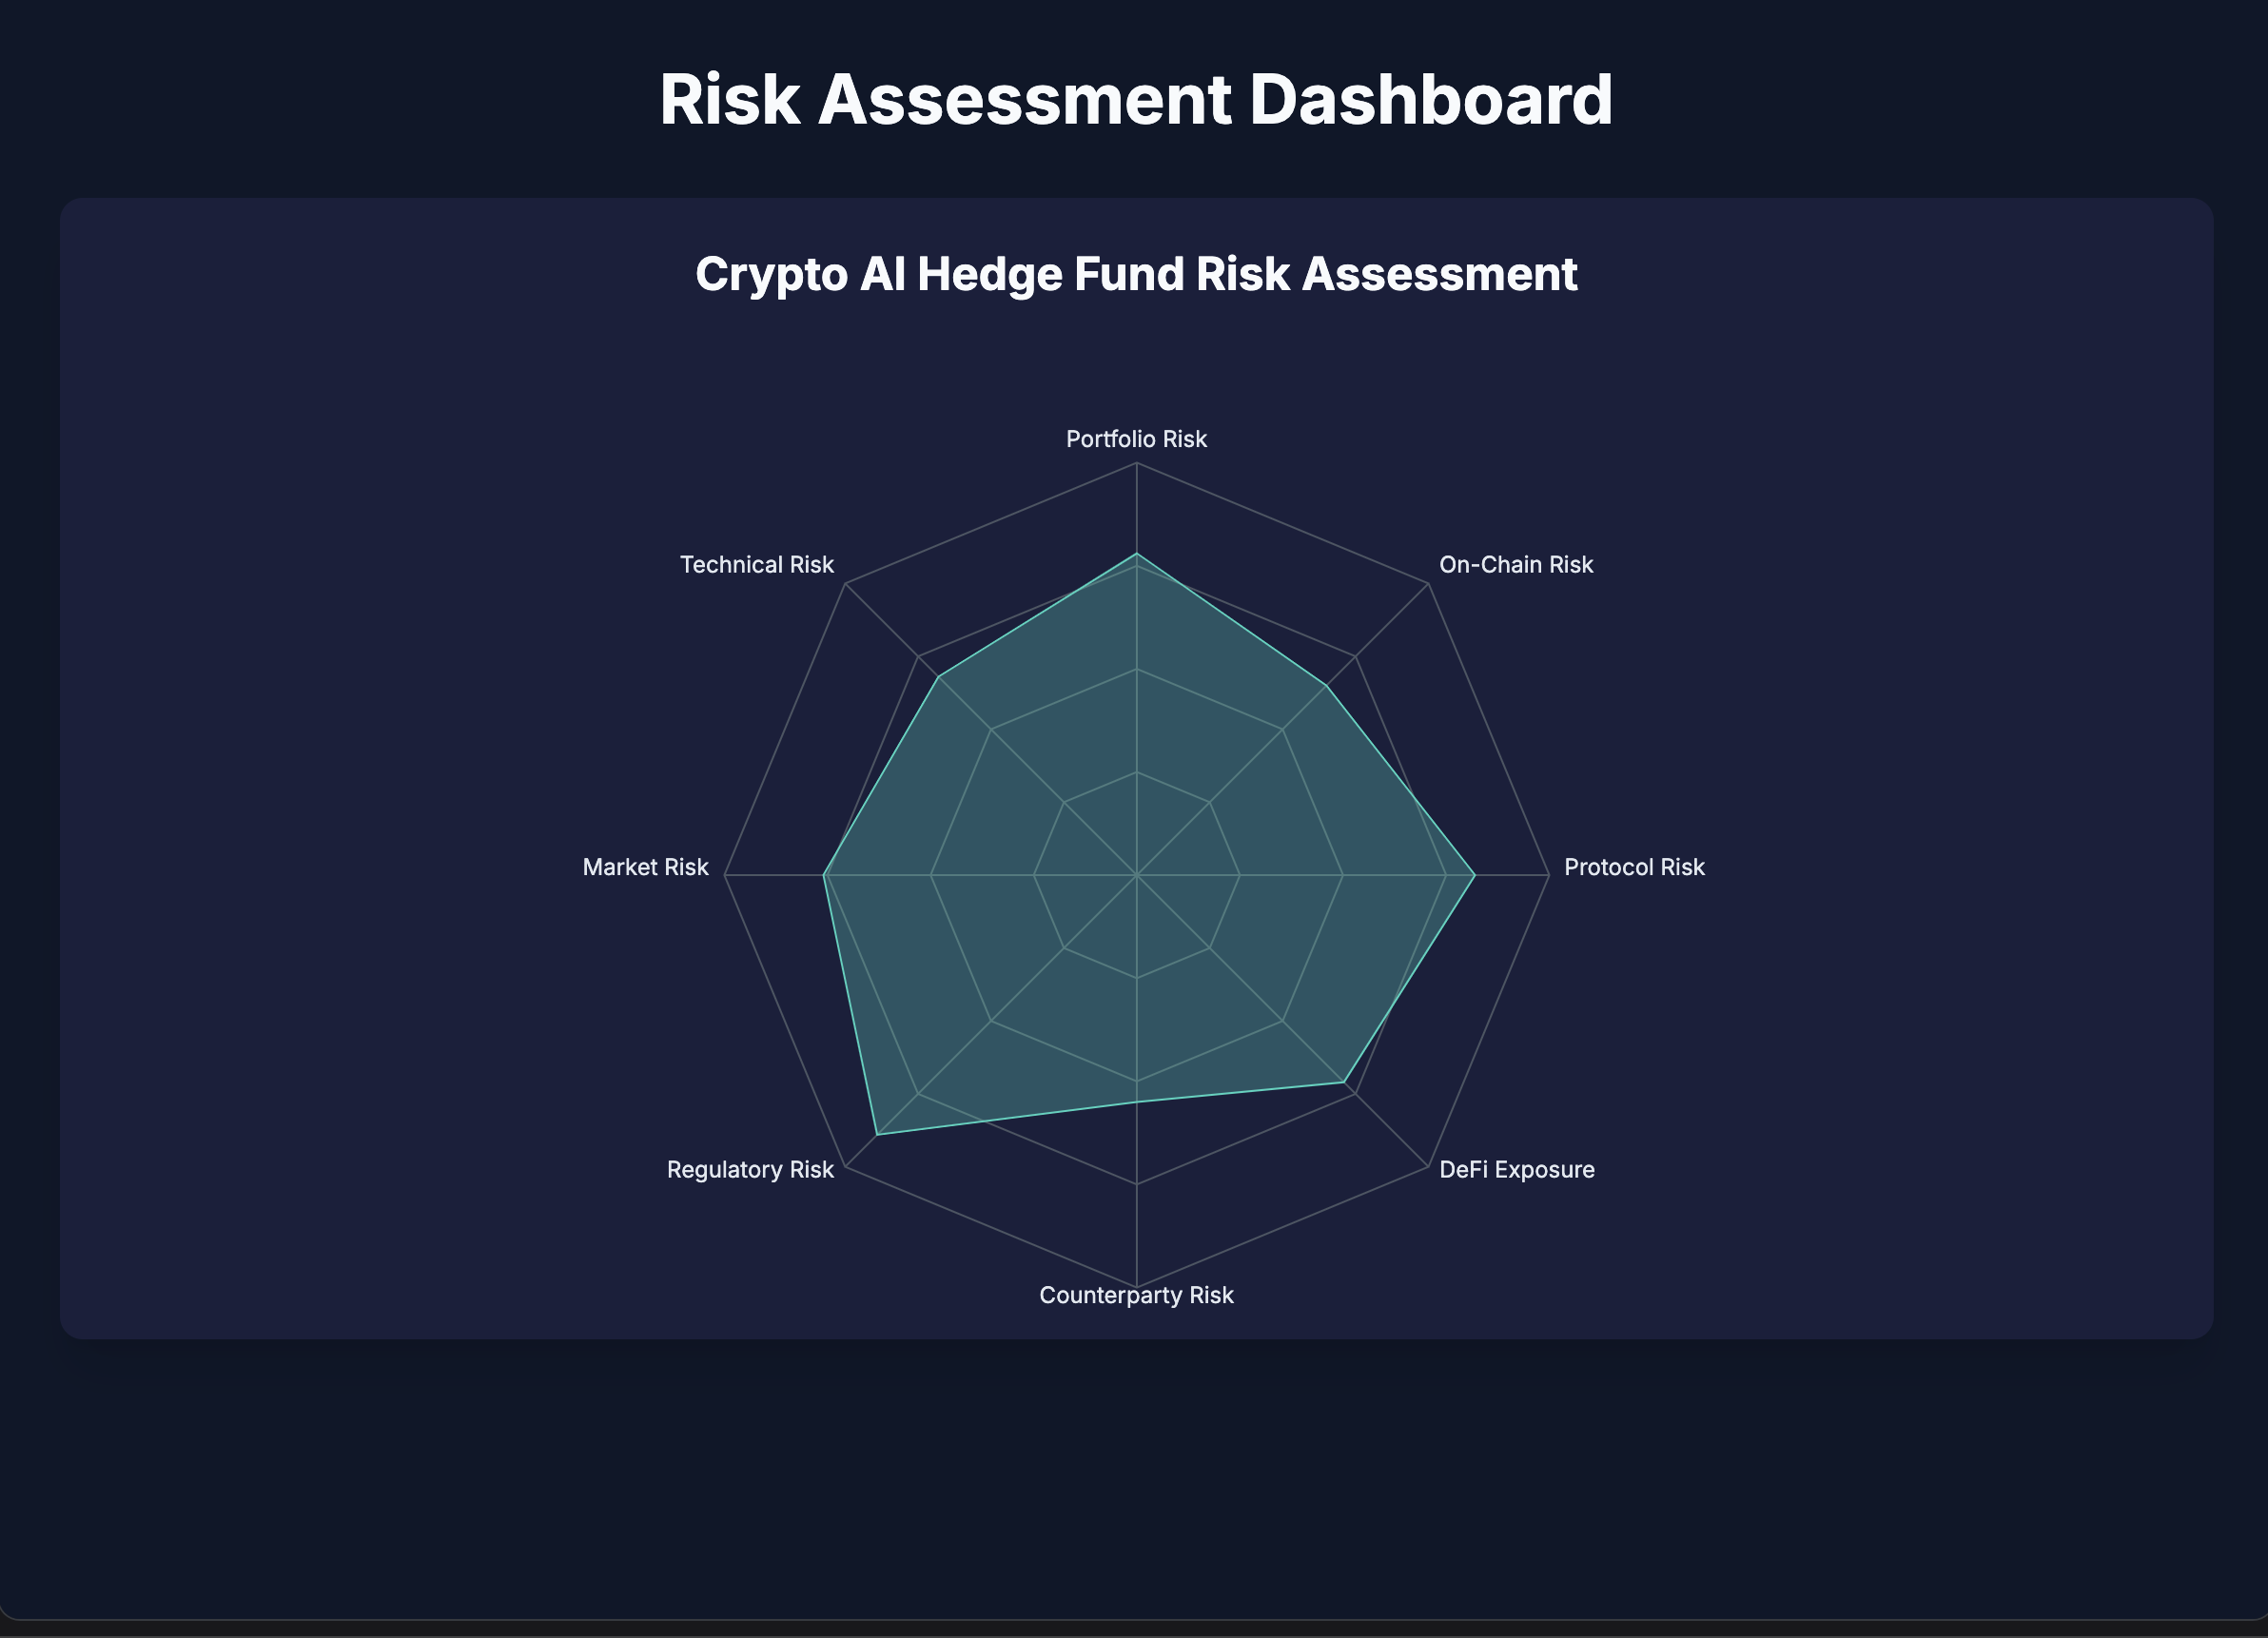 Risk Assessment Dashboard
Crypto AI Hedge Fund Risk Assessment
Portfolio Risk
Technical Risk
On-Chain Risk
Market Risk
Protocol Risk
Regulatory Risk
DeFi Exposure
Counterparty Risk